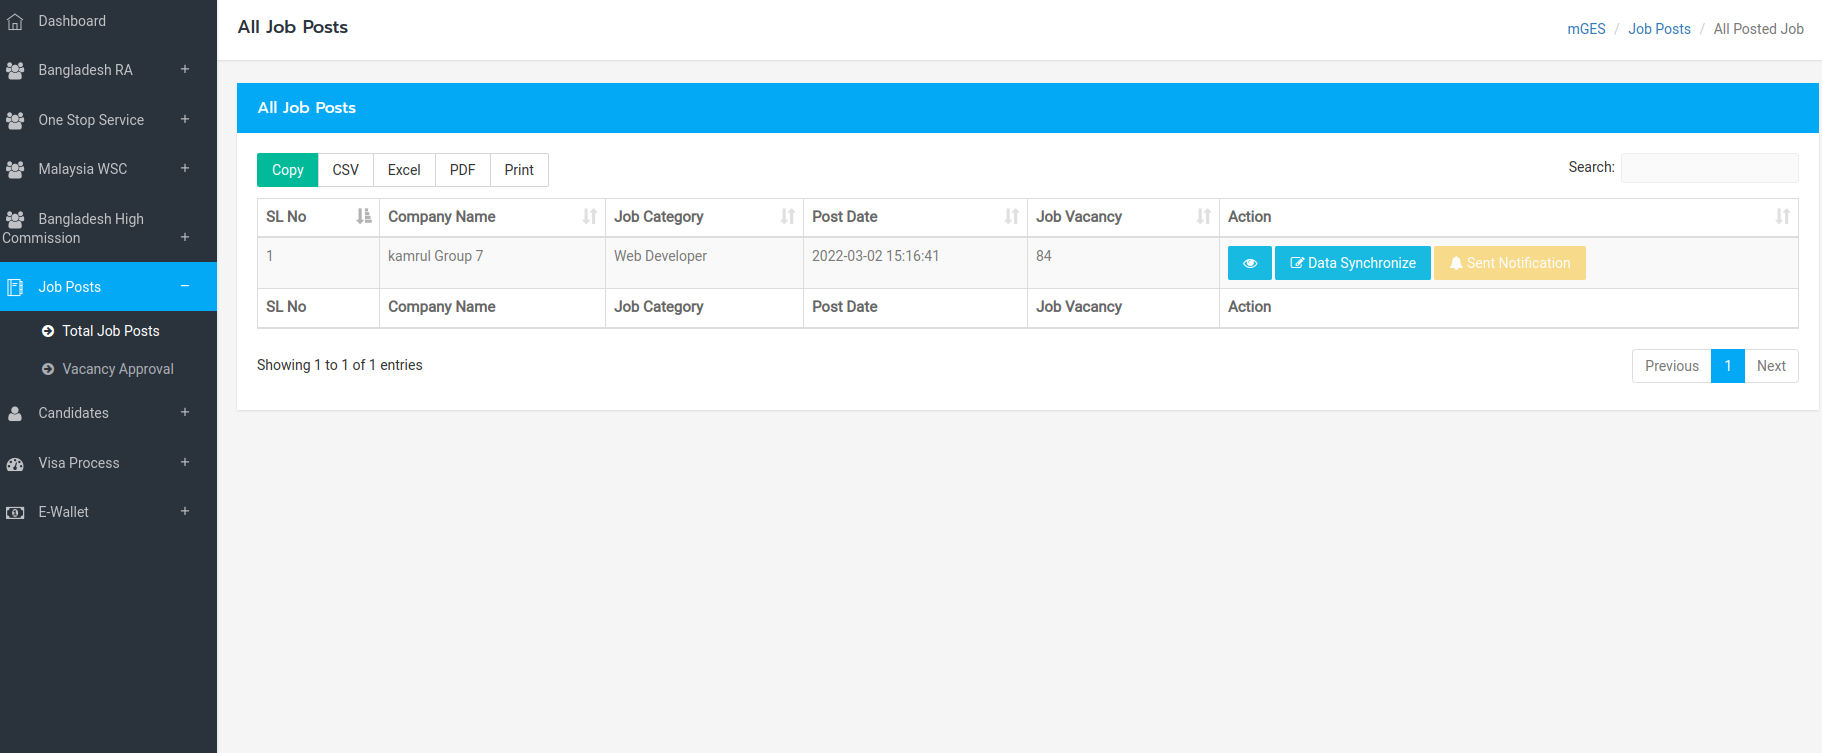 Dashboard
Bangladesh RA
One Stop Service
Malaysia WSC
Bangladesh High
Commission
Job Posts
Total Job Posts
Vacancy Approval
Candidates
Visa Process
E-Wallet
All Job Posts
mGES / Job Posts / All Posted Job
All Job Posts
Copy CSV Excel PDF Print
Search:
SL No Company Name Job Category Post Date Job Vacancy Action
1 kamrul Group 7 Web Developer 2022-03-02 15:16:41 84 Data Synchronize Sent Notification
SL No Company Name Job Category Post Date Job Vacancy Action
Showing 1 to 1 of 1 entries
Previous 1 Next